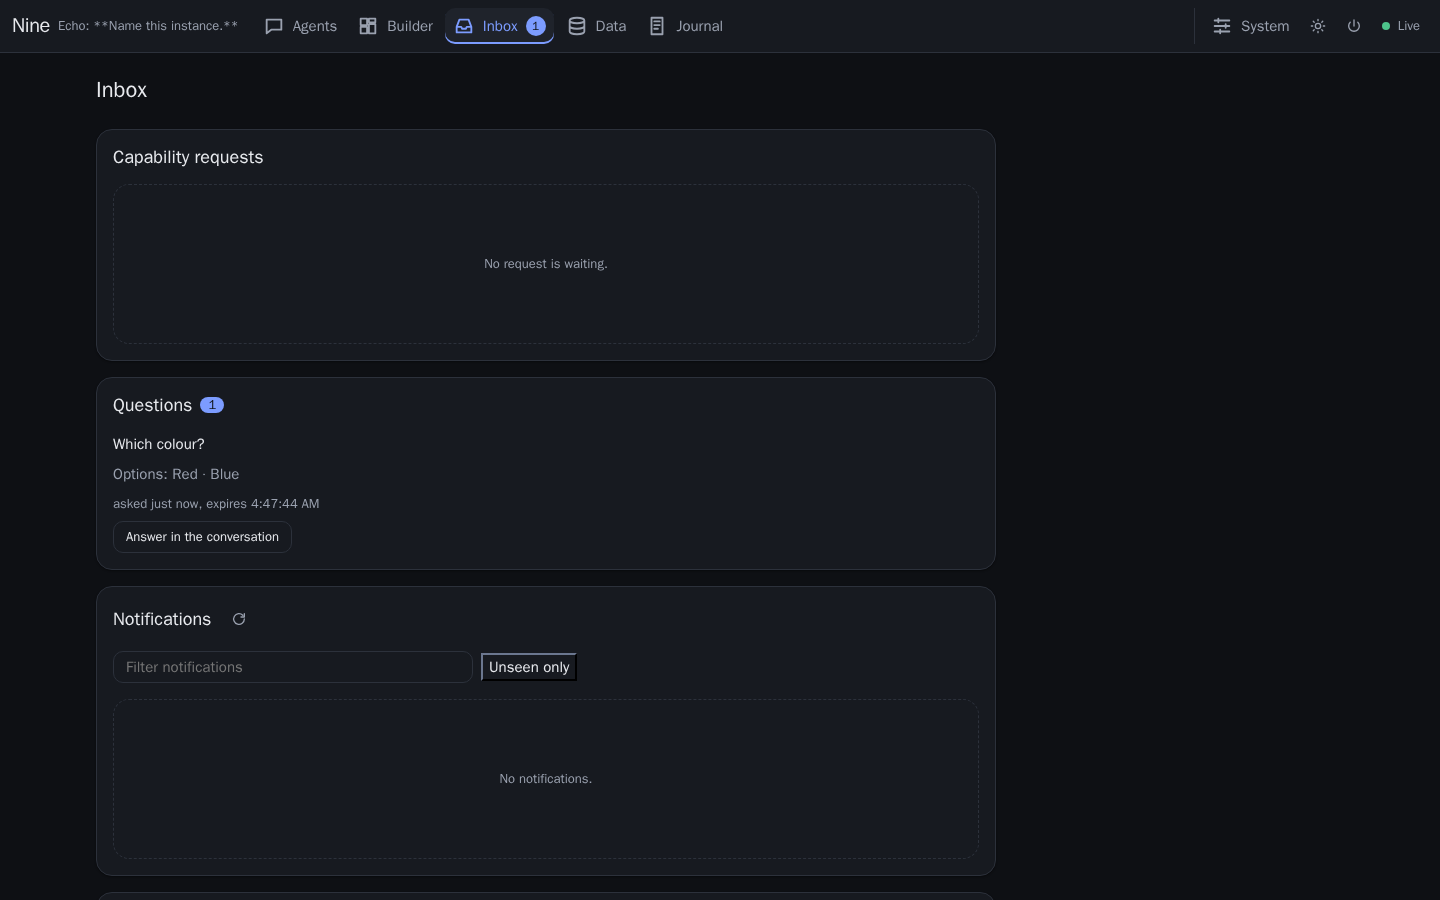 Nine Echo: **Name this instance.** Agents Builder Inbox 1 Data Journal System Live
Inbox
Capability requests
No request is waiting.
Questions 1
Which colour?
Options: Red · Blue
asked just now, expires 4:47:44 AM
Answer in the conversation
Notifications
Filter notifications Unseen only
No notifications.